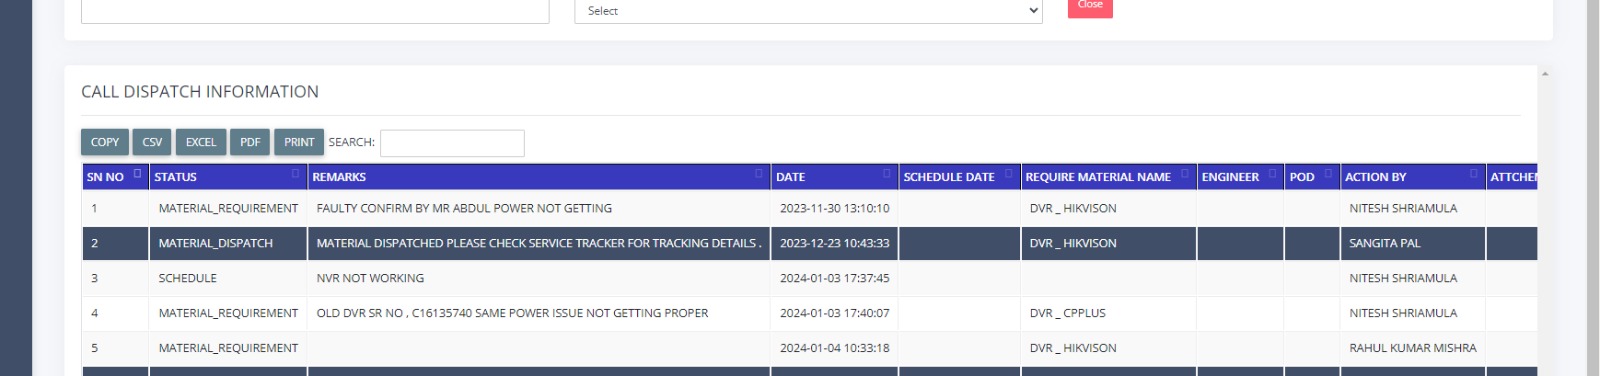 Select
Close
CALL DISPATCH INFORMATION
COPY CSV EXCEL PDF PRINT SEARCH:
SN NO STATUS REMARKS DATE SCHEDULE DATE REQUIRE MATERIAL NAME ENGINEER POD ACTION BY ATTCHEM
1 MATERIAL_REQUIREMENT FAULTY CONFIRM BY MR ABDUL POWER NOT GETTING 2023-11-30 13:10:10 DVR _ HIKVISON NITESH SHRIAMULA
2 MATERIAL_DISPATCH MATERIAL DISPATCHED PLEASE CHECK SERVICE TRACKER FOR TRACKING DETAILS . 2023-12-23 10:43:33 DVR _ HIKVISON SANGITA PAL
3 SCHEDULE NVR NOT WORKING 2024-01-03 17:37:45 NITESH SHRIAMULA
4 MATERIAL_REQUIREMENT OLD DVR SR NO , C16135740 SAME POWER ISSUE NOT GETTING PROPER 2024-01-03 17:40:07 DVR _ CPPLUS NITESH SHRIAMULA
5 MATERIAL_REQUIREMENT 2024-01-04 10:33:18 DVR _ HIKVISON RAHUL KUMAR MISHRA